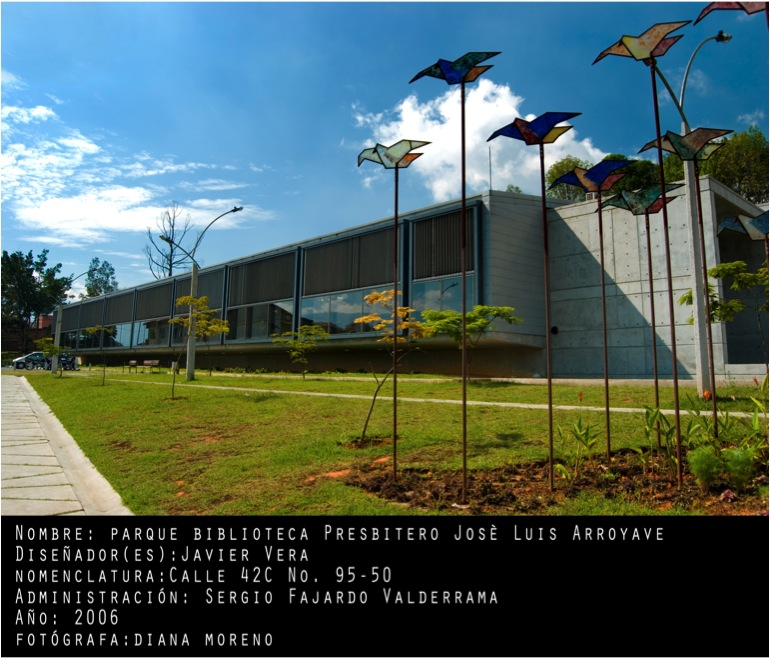 Nombre: parque biblioteca Presbitero Josè Luis Arroyave
Diseñador(es):Javier Vera
nomenclatura:Calle 42C No. 95-50
Administración: Sergio Fajardo Valderrama
Año: 2006
fotógrafa:diana moreno